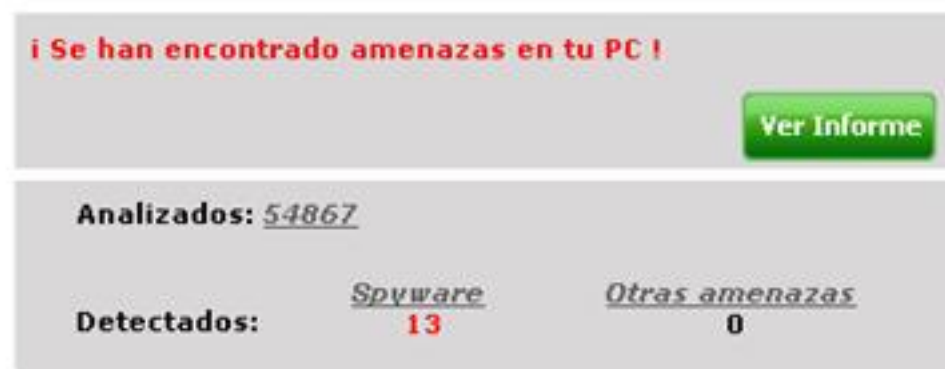 ¡ Se han encontrado amenazas en tu PC !
Ver Informe
Analizados: 54867
Spyware Otras amenazas
Detectados: 13 0